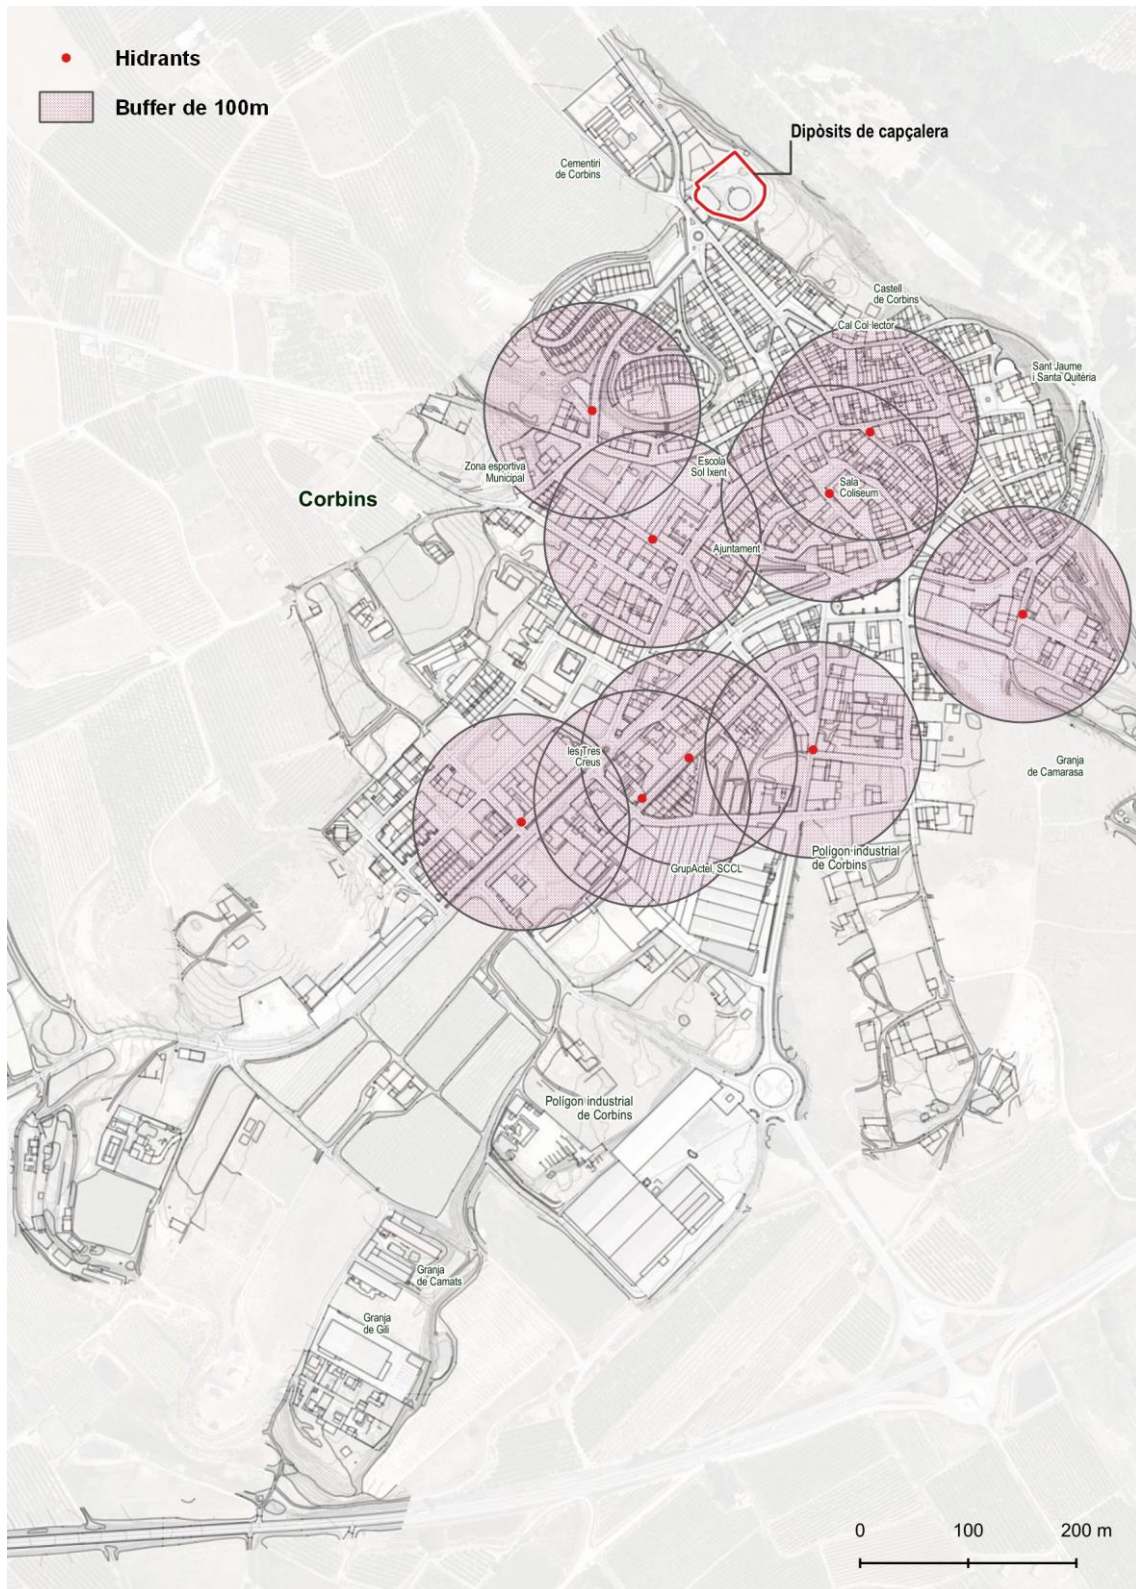 Hidrants
Buffer de 100m
Dipòsits de capçalera
Cementiri
de Corbins
Castell
de Corbins
Cal Col·lector
Sant Jaume
i Santa Quitèria
Zona esportiva
Municipal
Escola
Sol Ixent
Sala
Coliseum
Corbins
Ajuntament
les Tres
Creus
Granja
de Camarasa
GrupActel, SCCL
Polígon industrial
de Corbins
Polígon industrial
de Corbins
Granja
de Camats
Granja
de Gili
0 100 200 m